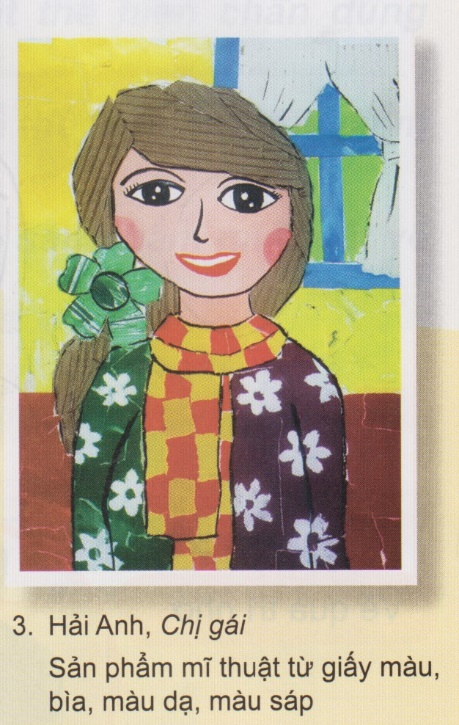 3. Hải Anh, Chị gái
Sản phẩm mĩ thuật từ giấy màu,
bìa, màu dạ, màu sáp